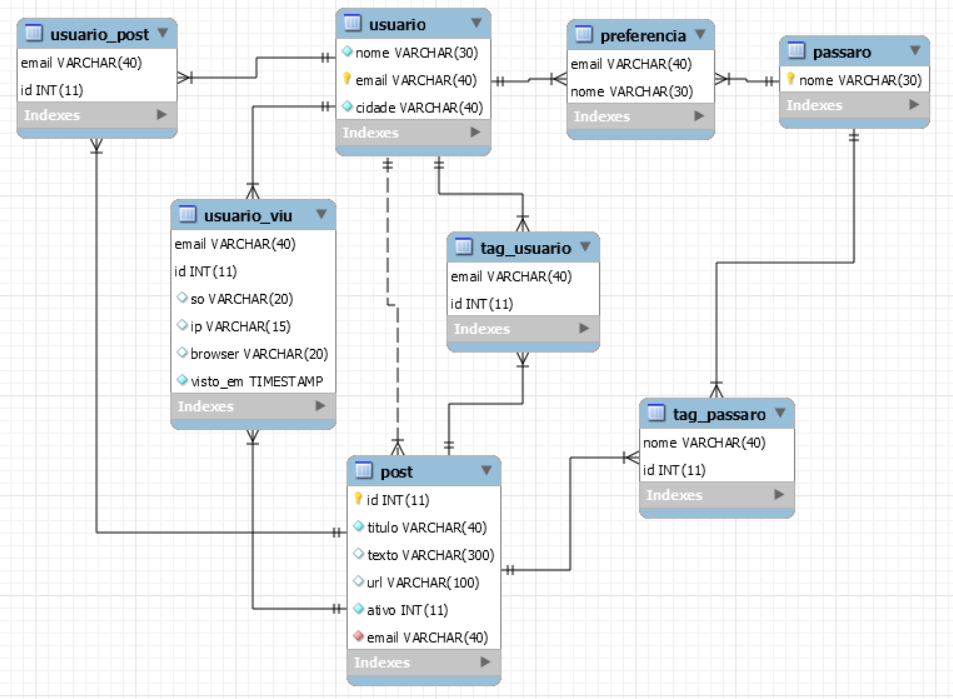 usuario_post
email VARCHAR(40)
id INT(11)
Indexes
usuario
nome VARCHAR(30)
email VARCHAR(40)
cidade VARCHAR(40)
Indexes
preferencia
email VARCHAR(40)
nome VARCHAR(30)
Indexes
passaro
nome VARCHAR(30)
Indexes
usuario_viu
email VARCHAR(40)
id INT(11)
so VARCHAR(20)
ip VARCHAR(15)
browser VARCHAR(20)
visto_em TIMESTAMP
Indexes
tag_usuario
email VARCHAR(40)
id INT(11)
Indexes
tag_passaro
nome VARCHAR(40)
id INT(11)
Indexes
post
id INT(11)
titulo VARCHAR(40)
texto VARCHAR(300)
url VARCHAR(100)
ativo INT(11)
email VARCHAR(40)
Indexes